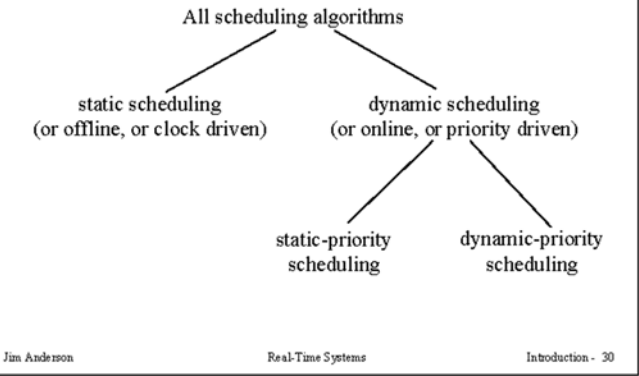 All scheduling algorithms
static scheduling
(or offline, or clock driven)
dynamic scheduling
(or online, or priority driven)
static-priority
scheduling
dynamic-priority
scheduling
Jim Anderson
Real-Time Systems
Introduction - 30